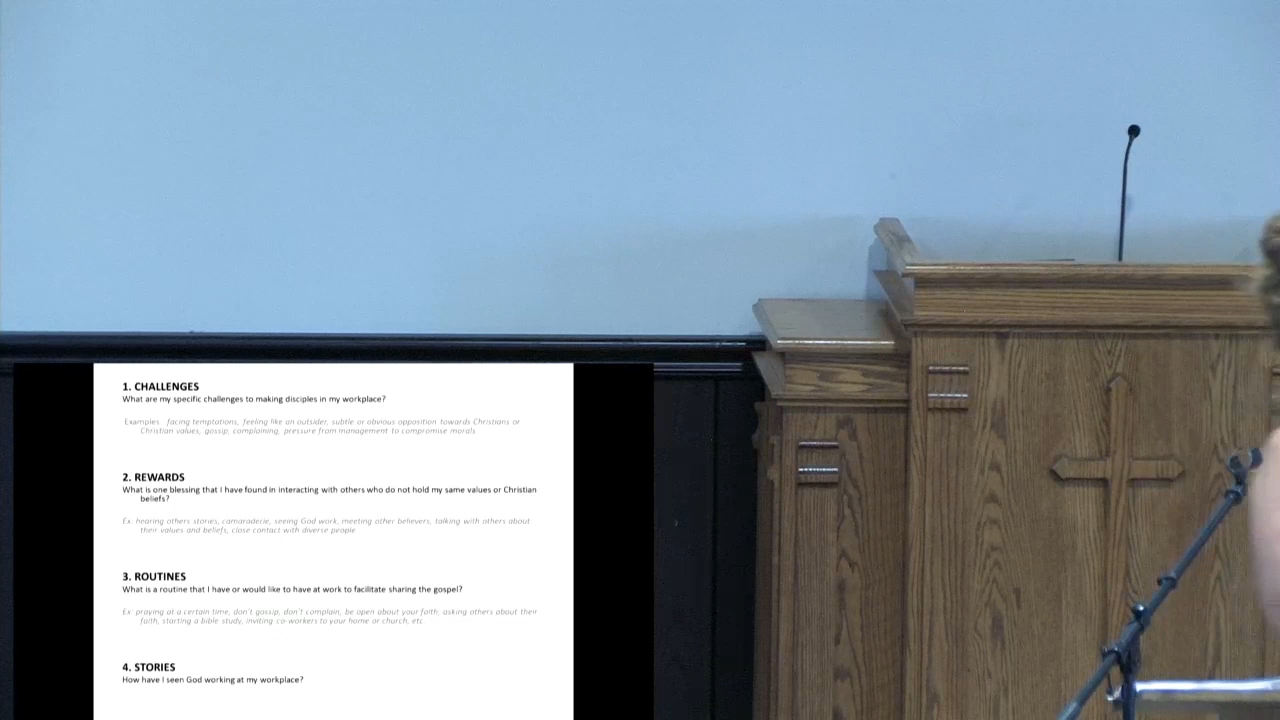 1. CHALLENGES
What are my specific challenges to making disciples in my workplace?
Examples: facing temptations, feeling like an outsider, subtle or obvious opposition towards Christians or
Christian values, gossip, complaining, pressure from management to compromise morals
2. REWARDS
What is one blessing that I have found in interacting with others who do not hold my same values or Christian
beliefs?
Ex: hearing others stories, camaraderie, seeing God work, meeting other believers, talking with others about
their values and beliefs, close contact with diverse people
3. ROUTINES
What is a routine that I have or would like to have at work to facilitate sharing the gospel?
Ex: praying at a certain time, don't gossip, don't complain, be open about your faith, asking others about their
faith, starting a bible study, inviting co-workers to your home or church, etc.
4. STORIES
How have I seen God working at my workplace?